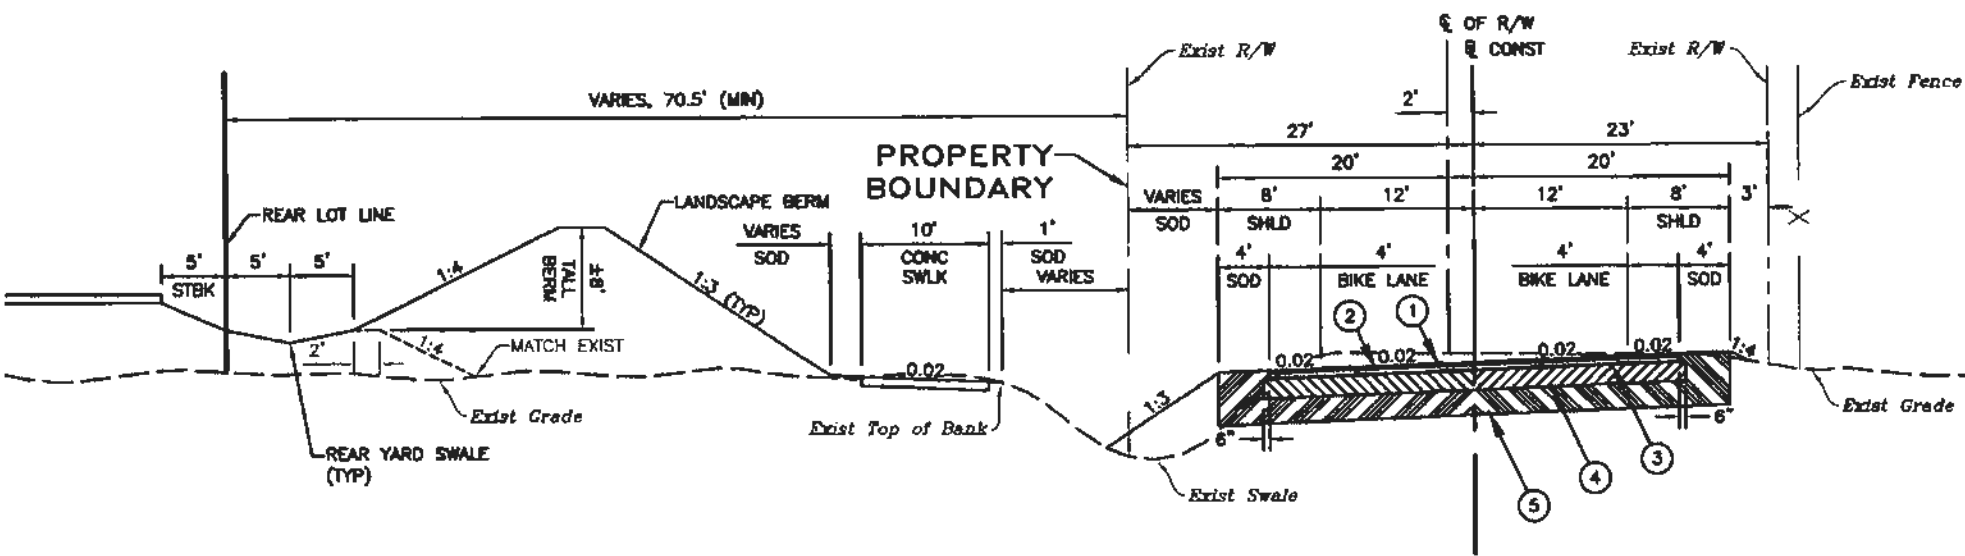 ℄ OF R/W
Exist R/W
℄ CONST
Exist R/W
Exist Fence
VARIES, 70.5' (MIN)
2'
27'
23'
PROPERTY
BOUNDARY
20'
20'
REAR LOT LINE
LANDSCAPE BERM
VARIES
SOD
8'
SHLD
12'
12'
8'
SHLD
3'
VARIES
SOD
10'
CONC
SWLK
1'
SOD
VARIES
5'
STBK
5'
5'
1:4
±8'
TALL
BERM
1:3 (TYP)
4'
SOD
4'
BIKE LANE
4'
BIKE LANE
4'
SOD
2
1
2'
1:4
MATCH EXIST
0.02
0.02
0.02
0.02
0.02
1:4
Exist Grade
Exist Top of Bank
1:3
6"
6"
Exist Grade
REAR YARD SWALE
(TYP)
Exist Swale
3
4
5